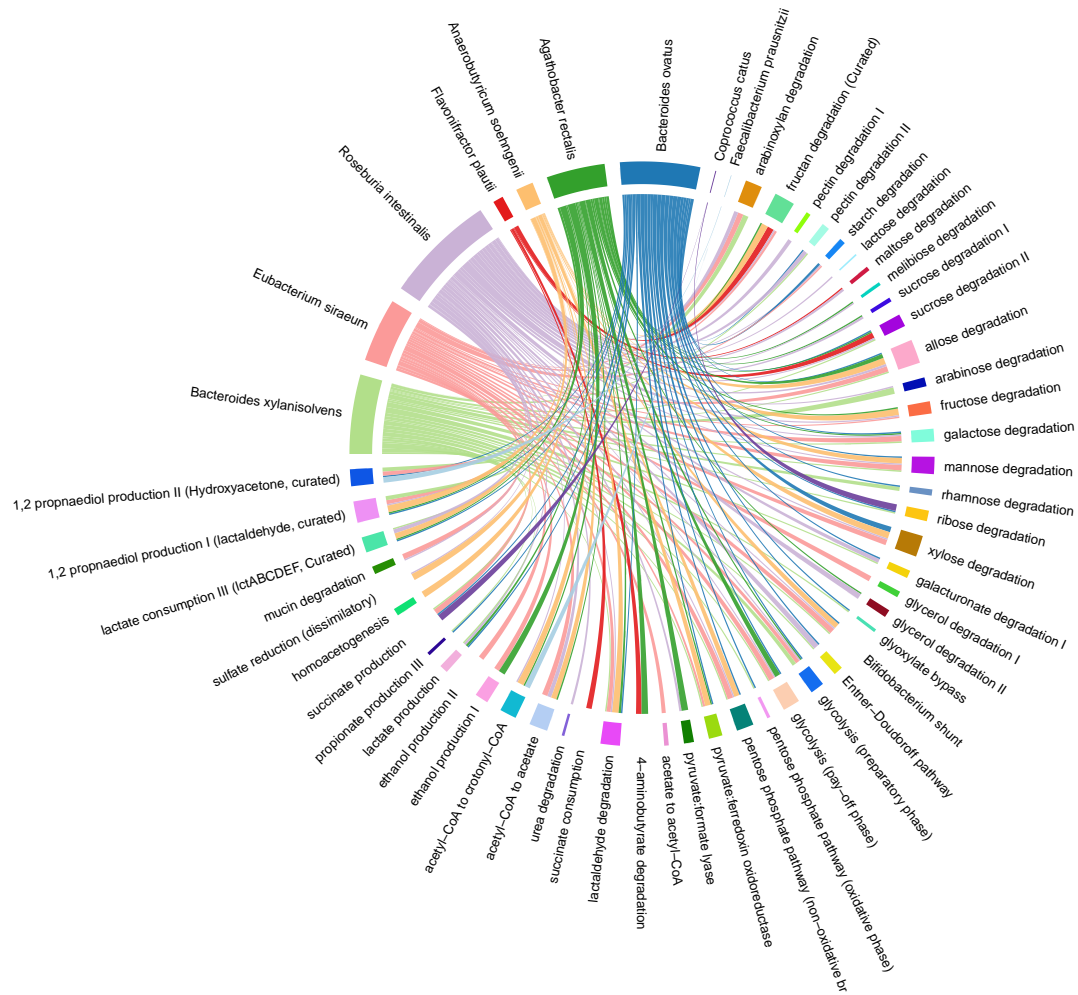 Bacteroides ovatus
Coprococcus catus
Faecalibacterium prausnitzii
arabinoxylan degradation
fructan degradation (Curated)
pectin degradation I
pectin degradation II
starch degradation
lactose degradation
maltose degradation
melibiose degradation
sucrose degradation I
sucrose degradation II
allose degradation
arabinose degradation
fructose degradation
galactose degradation
mannose degradation
rhamnose degradation
ribose degradation
xylose degradation
galacturonate degradation I
glycerol degradation I
glycerol degradation II
glyoxylate bypass
Bifidobacterium shunt
Entner–Doudoroff pathway
glycolysis (preparatory phase)
glycolysis (pay–off phase)
pentose phosphate pathway (oxidative phase)
pentose phosphate pathway (non–oxidative br
pyruvate:ferredoxin oxidoreductase
pyruvate:formate lyase
acetate to acetyl–CoA
4–aminobutyrate degradation
lactaldehyde degradation
succinate consumption
urea degradation
acetyl–CoA to acetate
acetyl–CoA to crotonyl–CoA
ethanol production I
ethanol production II
lactate production
propionate production III
succinate production
homoacetogenesis
sulfate reduction (dissimilatory)
mucin degradation
lactate consumption III (lctABCDEF, Curated)
1,2 propnaediol production I (lactaldehyde, curated)
1,2 propnaediol production II (Hydroxyacetone, curated)
Bacteroides xylanisolvens
Eubacterium siraeum
Roseburia intestinalis
Flavonifractor plautii
Anaerobutyricum soehngenii
Agathobacter rectalis